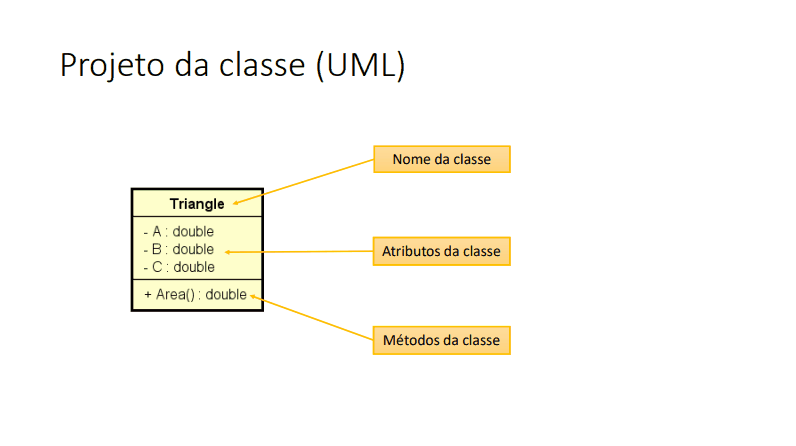 Projeto da classe (UML)
Nome da classe
Triangle
- A : double
- B : double
- C : double
Atributos da classe
+ Area() : double
Métodos da classe